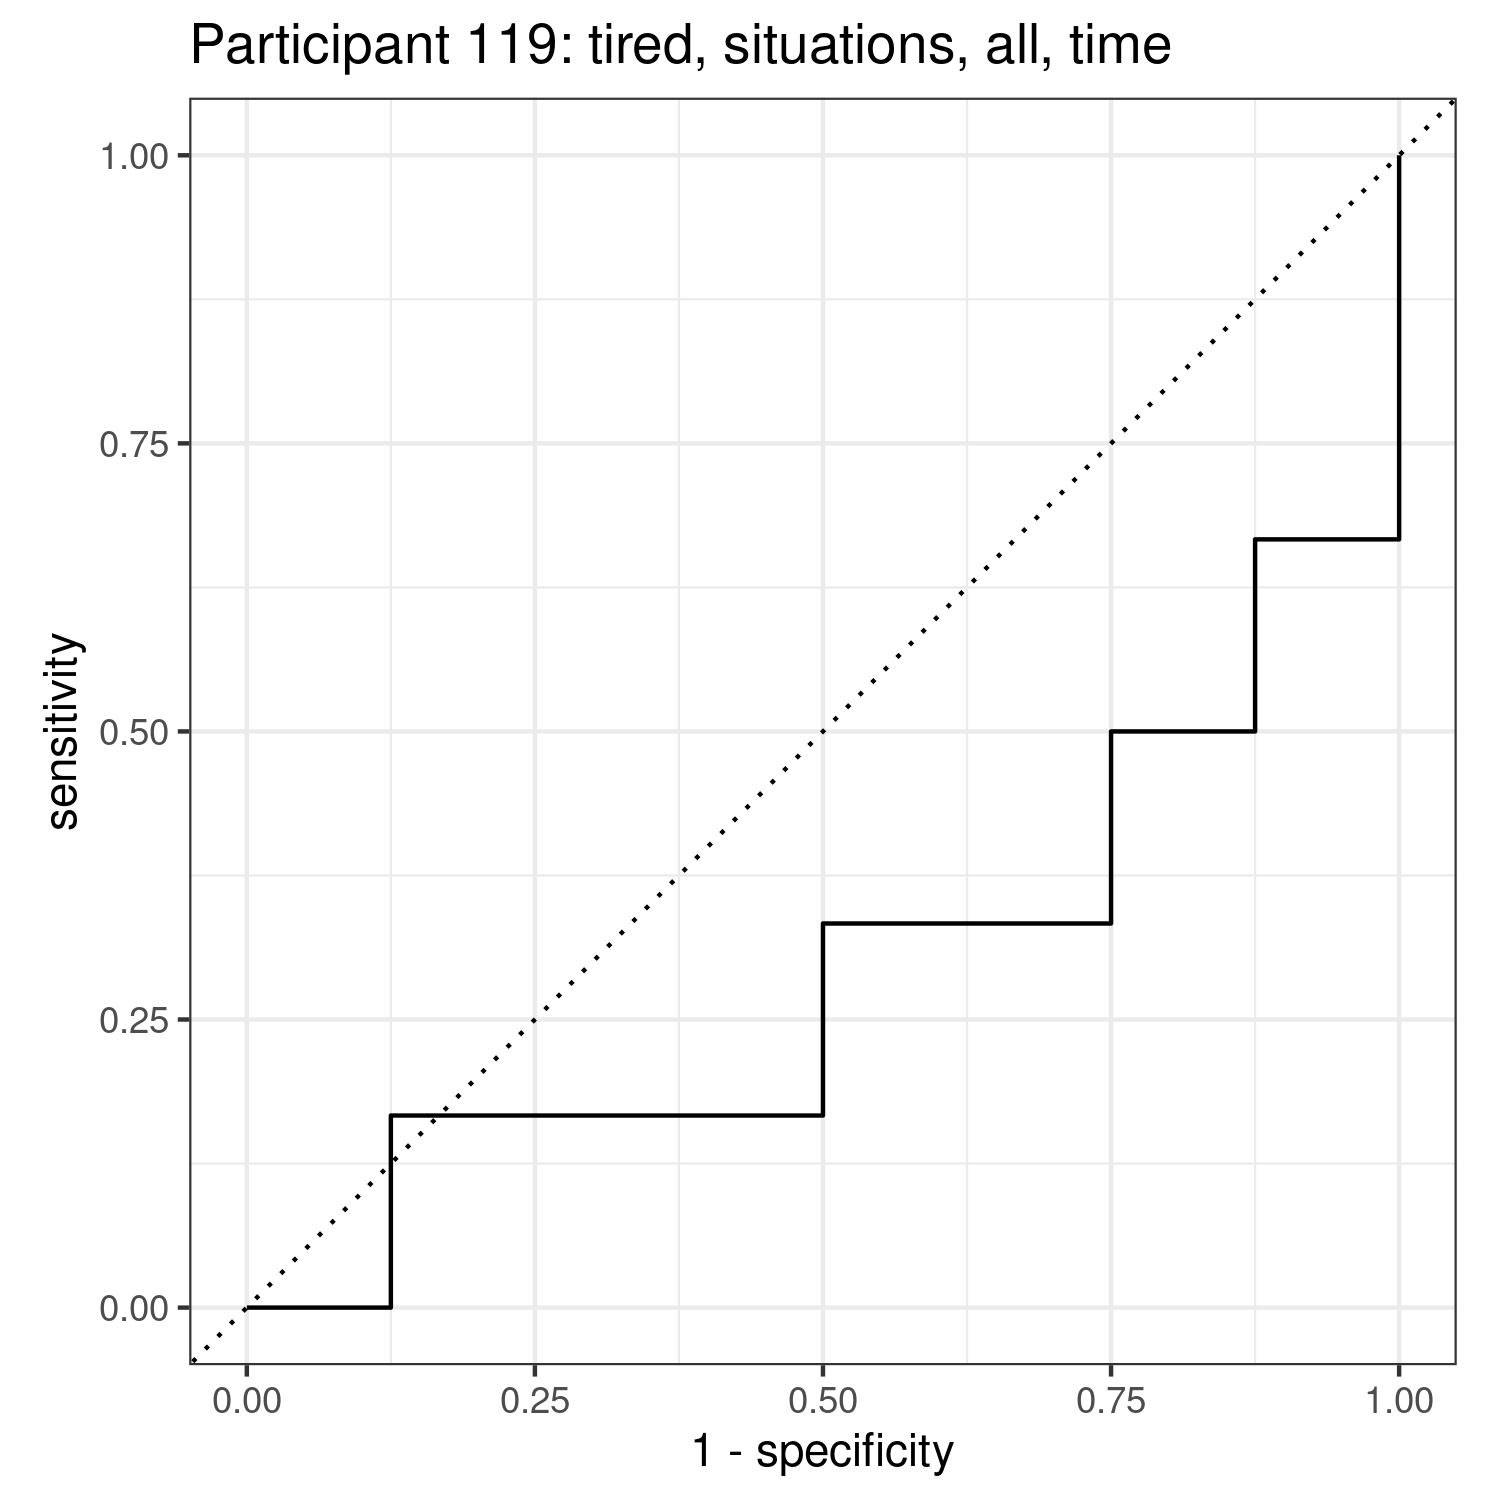 Participant 119: tired, situations, all, time
1.00
0.75
0.50
0.25
0.00
sensitivity
0.00 0.25 0.50 0.75 1.00
1 - specificity